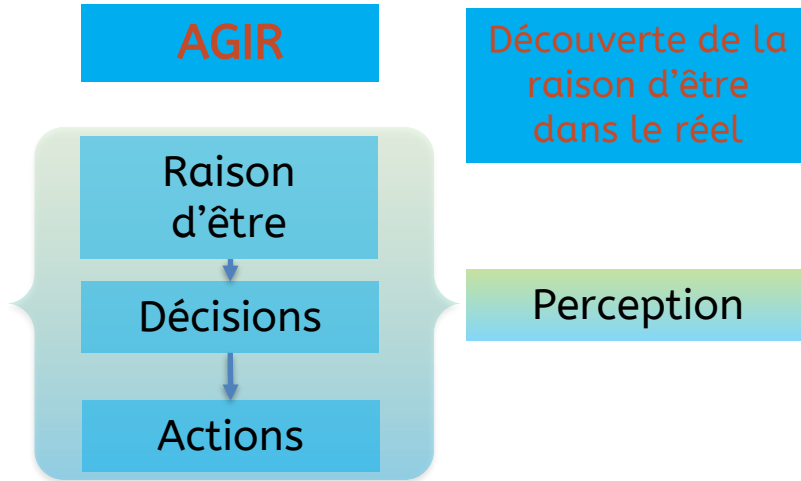 AGIR
Découverte de la
raison d’être
dans le réel
Raison
d’être
Décisions
Perception
Actions